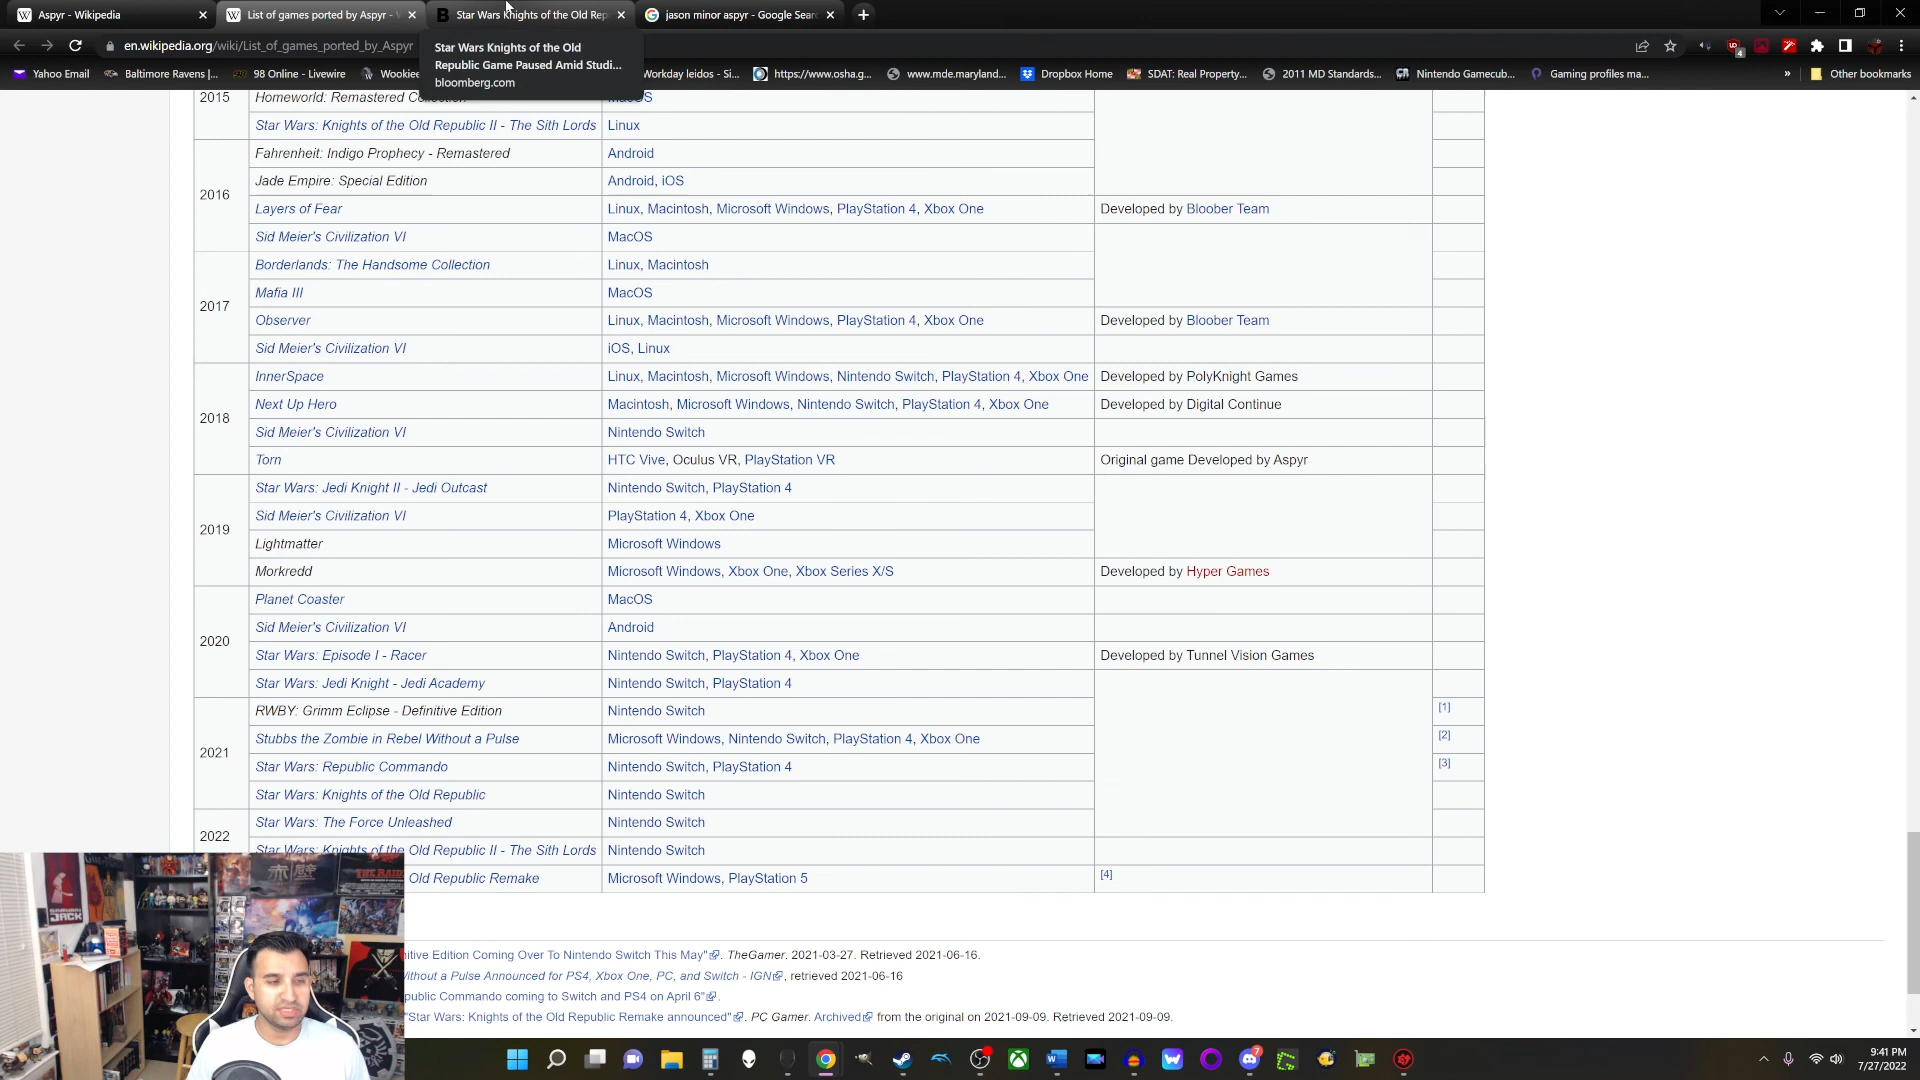 Aspyr - Wikipedia
List of games ported by Aspyr -
Star Wars Knights of the Old Rep
jason minor aspyr - Google Sear
en.wikipedia.org/wiki/List_of_games_ported_by_Aspyr
Star Wars Knights of the Old
Republic Game Paused Amid Studi...
bloomberg.com
Yahoo Email
Baltimore Ravens |...
98 Online - Livewire
Wookiee
Workday leidos - Si...
https://www.osha.g...
www.mde.maryland...
Dropbox Home
SDAT: Real Property...
2011 MD Standards...
Nintendo Gamecub...
Gaming profiles ma...
»
Other bookmarks
2015 Homeworld: Remastered MacOS
Star Wars: Knights of the Old Republic II - The Sith Lords Linux
2016
Fahrenheit: Indigo Prophecy - Remastered Android
Jade Empire: Special Edition Android, iOS
Layers of Fear Linux, Macintosh, Microsoft Windows, PlayStation 4, Xbox One Developed by Bloober Team
Sid Meier's Civilization VI MacOS
2017
Borderlands: The Handsome Collection Linux, Macintosh
Mafia III MacOS
Observer Linux, Macintosh, Microsoft Windows, PlayStation 4, Xbox One Developed by Bloober Team
Sid Meier's Civilization VI iOS, Linux
2018
InnerSpace Linux, Macintosh, Microsoft Windows, Nintendo Switch, PlayStation 4, Xbox One Developed by PolyKnight Games
Next Up Hero Macintosh, Microsoft Windows, Nintendo Switch, PlayStation 4, Xbox One Developed by Digital Continue
Sid Meier's Civilization VI Nintendo Switch
Torn HTC Vive, Oculus VR, PlayStation VR Original game Developed by Aspyr
2019
Star Wars: Jedi Knight II - Jedi Outcast Nintendo Switch, PlayStation 4
Sid Meier's Civilization VI PlayStation 4, Xbox One
Lightmatter Microsoft Windows
Morkredd Microsoft Windows, Xbox One, Xbox Series X/S Developed by Hyper Games
2020
Planet Coaster MacOS
Sid Meier's Civilization VI Android
Star Wars: Episode I - Racer Nintendo Switch, PlayStation 4, Xbox One Developed by Tunnel Vision Games
Star Wars: Jedi Knight - Jedi Academy Nintendo Switch, PlayStation 4
2021
RWBY: Grimm Eclipse - Definitive Edition Nintendo Switch [1]
Stubbs the Zombie in Rebel Without a Pulse Microsoft Windows, Nintendo Switch, PlayStation 4, Xbox One [2]
Star Wars: Republic Commando Nintendo Switch, PlayStation 4 [3]
Star Wars: Knights of the Old Republic Nintendo Switch
2022
Star Wars: The Force Unleashed Nintendo Switch
Star Wars: Knights of the Old Republic II - The Sith Lords Nintendo Switch
Old Republic Remake Microsoft Windows, PlayStation 5 [4]
nitive Edition Coming Over To Nintendo Switch This May". TheGamer. 2021-03-27. Retrieved 2021-06-16.
Without a Pulse Announced for PS4, Xbox One, PC, and Switch - IGN, retrieved 2021-06-16
public Commando coming to Switch and PS4 on April 6".
"Star Wars: Knights of the Old Republic Remake announced". PC Gamer. Archived from the original on 2021-09-09. Retrieved 2021-09-09.
SAMURAI
JACK
9:41 PM
7/27/2022